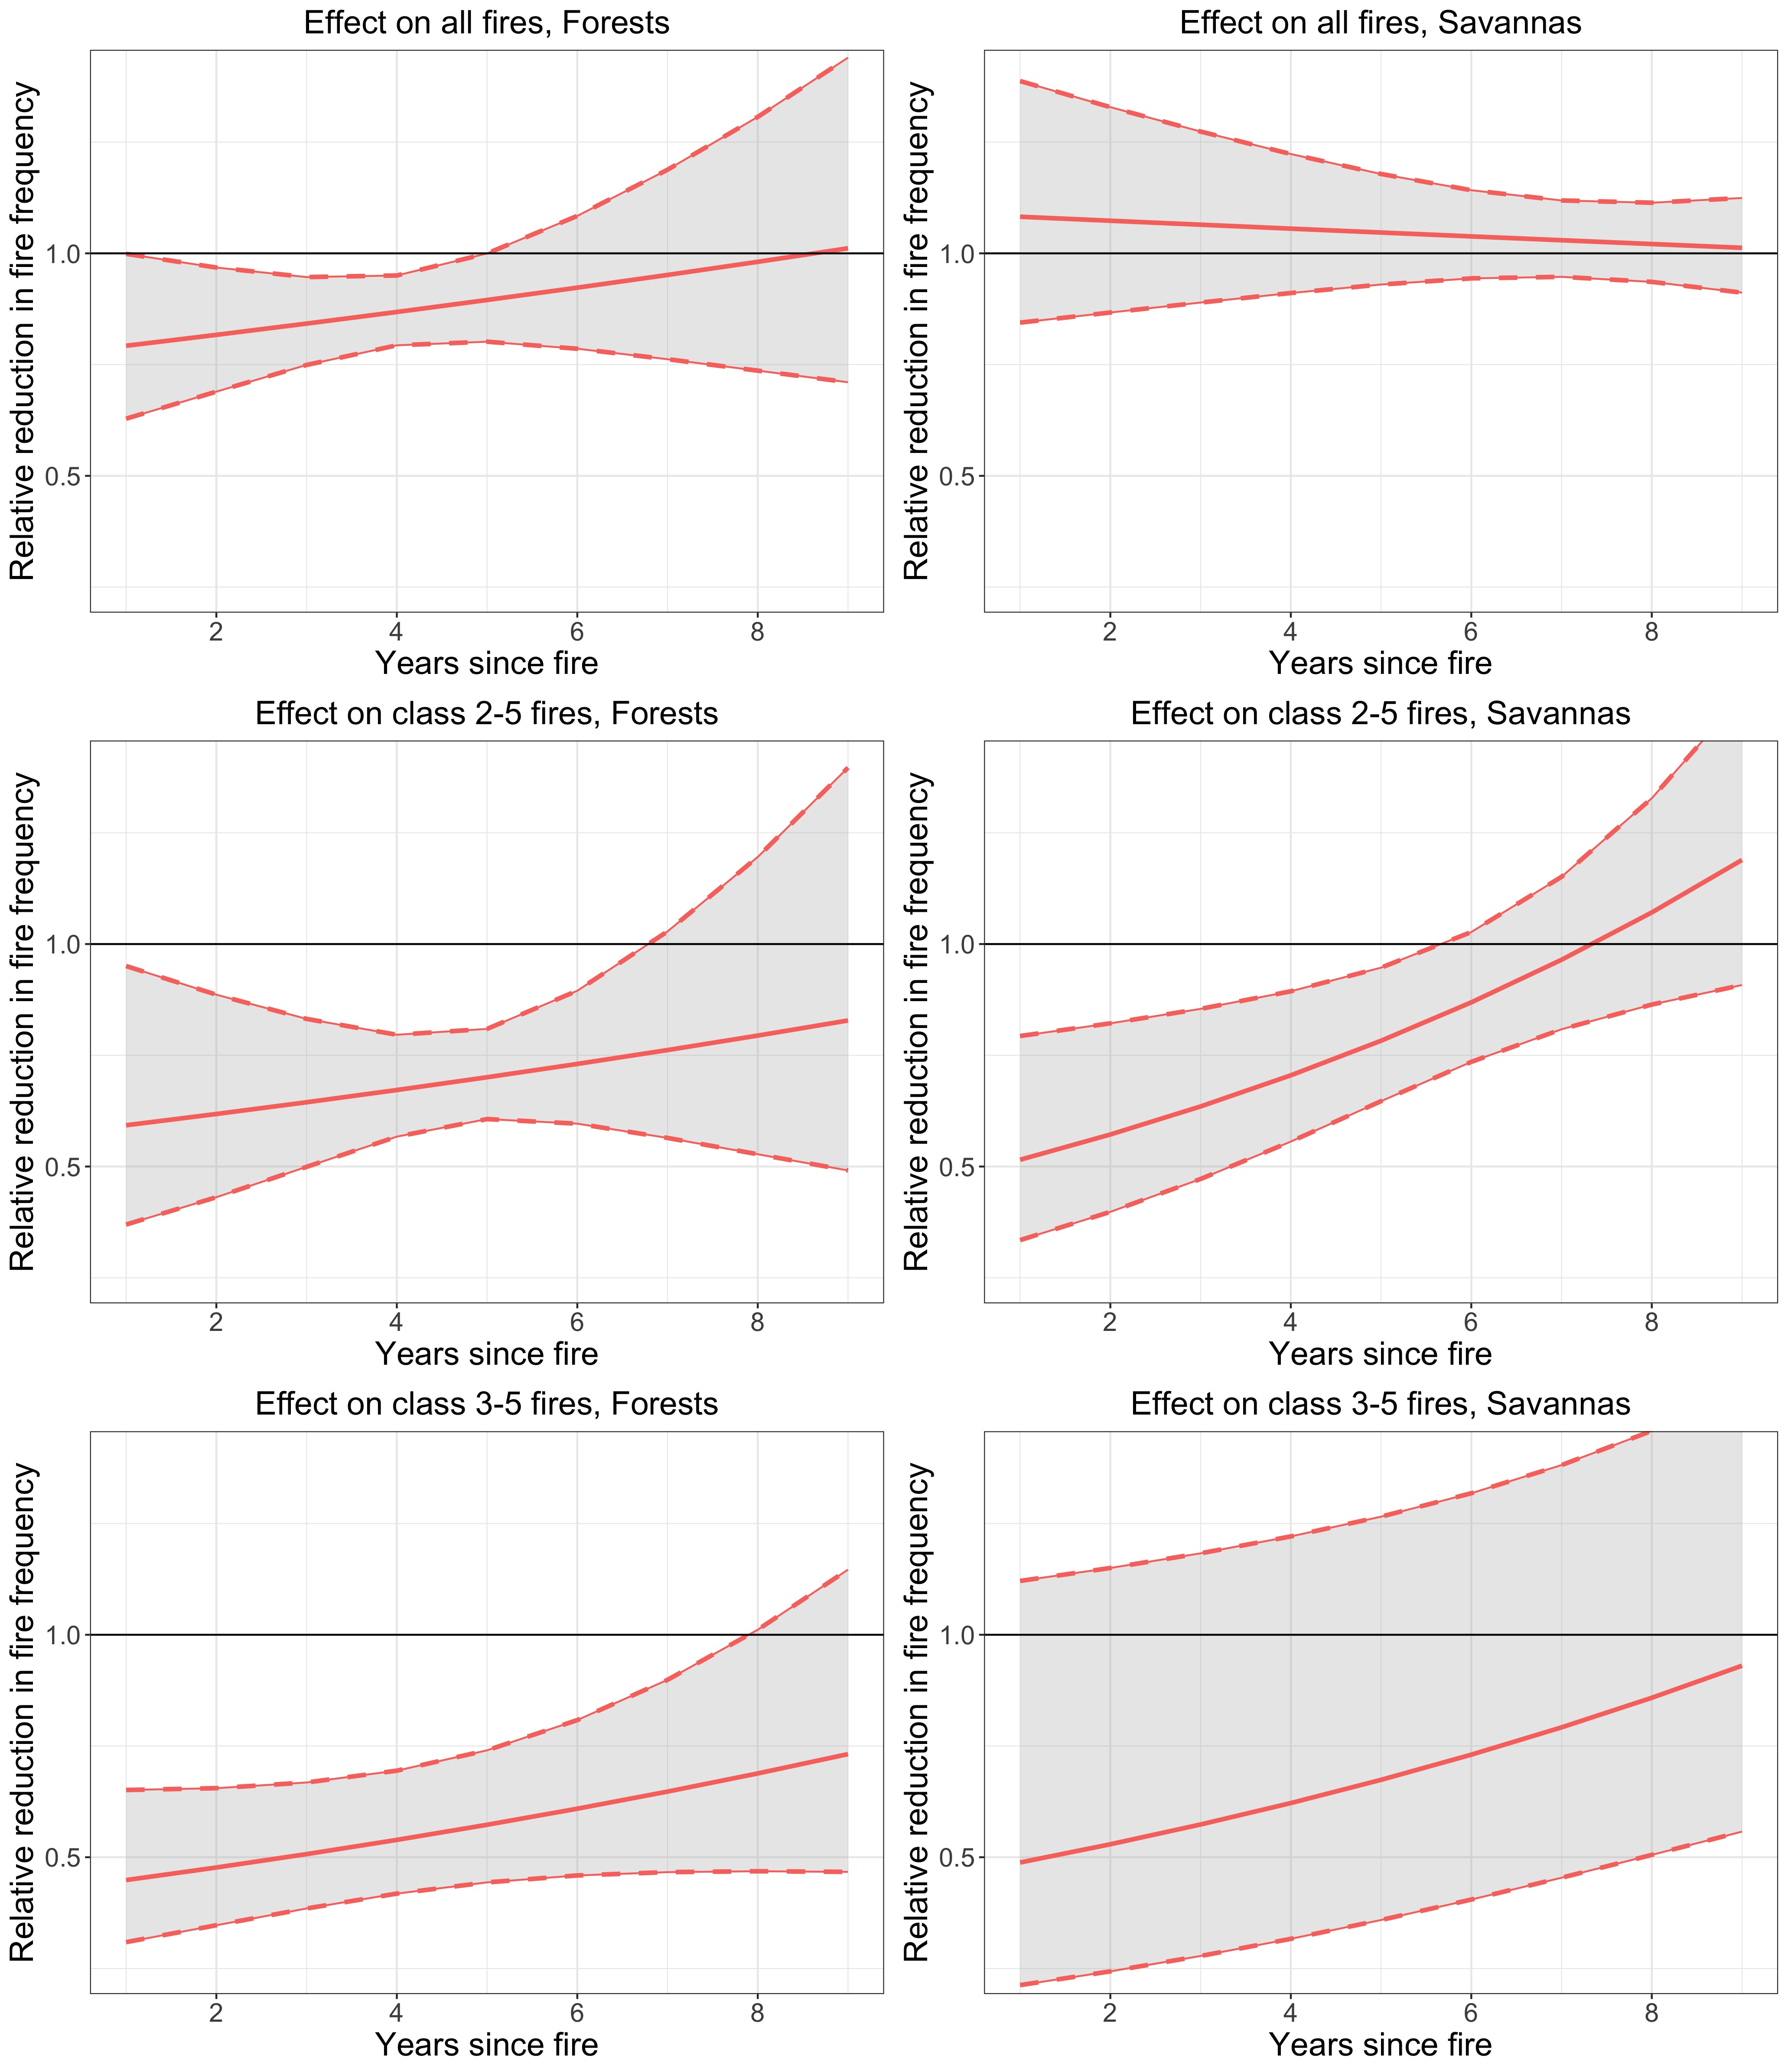 Effect on all fires, Forests
Relative reduction in fire frequency
1.0
0.5
2 4 6 8
Years since fire
Effect on all fires, Savannas
Relative reduction in fire frequency
1.0
0.5
2 4 6 8
Years since fire
Effect on class 2-5 fires, Forests
Relative reduction in fire frequency
1.0
0.5
2 4 6 8
Years since fire
Effect on class 2-5 fires, Savannas
Relative reduction in fire frequency
1.0
0.5
2 4 6 8
Years since fire
Effect on class 3-5 fires, Forests
Relative reduction in fire frequency
1.0
0.5
2 4 6 8
Years since fire
Effect on class 3-5 fires, Savannas
Relative reduction in fire frequency
1.0
0.5
2 4 6 8
Years since fire